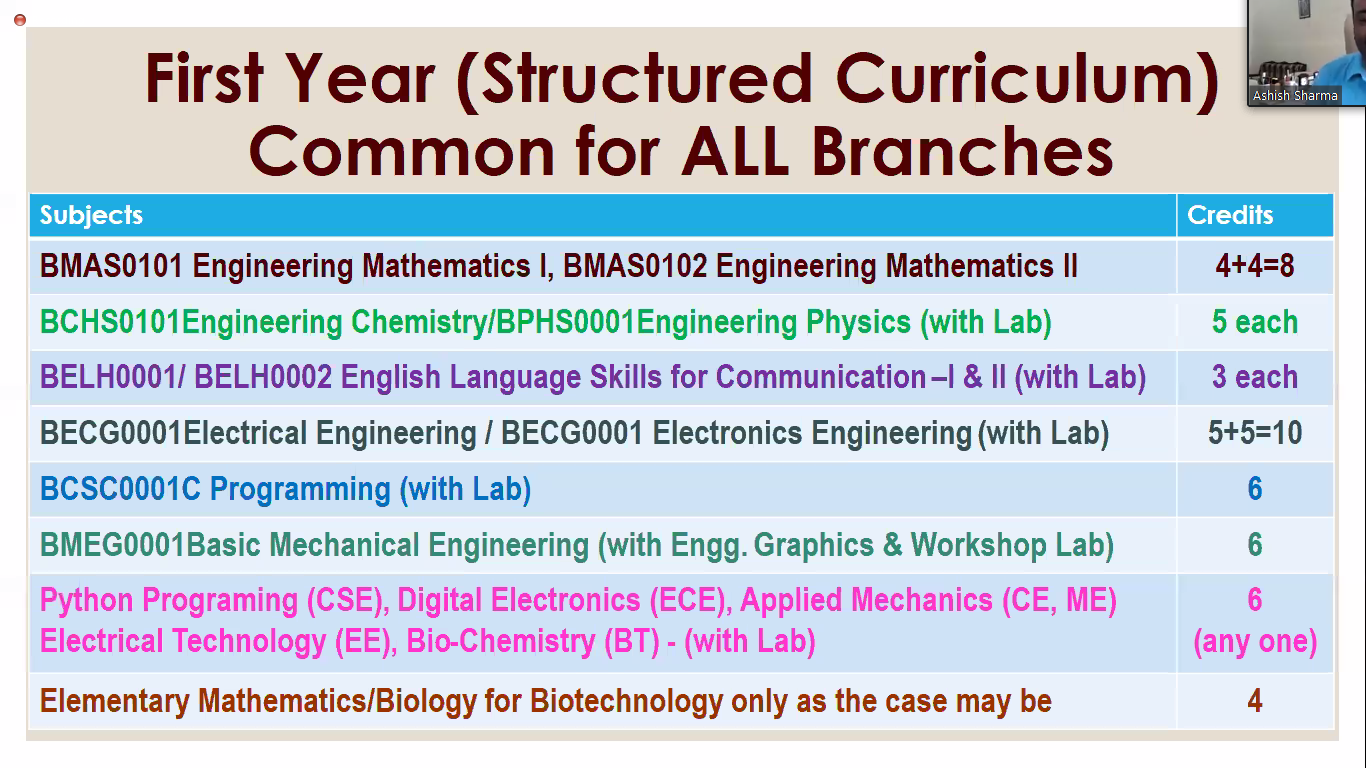 First Year (Structured Curriculum)
Common for ALL Branches
Ashish Sharma
Subjects Credits
BMAS0101 Engineering Mathematics I, BMAS0102 Engineering Mathematics II 4+4=8
BCHS0101Engineering Chemistry/BPHS0001Engineering Physics (with Lab) 5 each
BELH0001/ BELH0002 English Language Skills for Communication –I & II (with Lab) 3 each
BECG0001Electrical Engineering / BECG0001 Electronics Engineering (with Lab) 5+5=10
BCSC0001C Programming (with Lab) 6
BMEG0001Basic Mechanical Engineering (with Engg. Graphics & Workshop Lab) 6
Python Programing (CSE), Digital Electronics (ECE), Applied Mechanics (CE, ME) 6
Electrical Technology (EE), Bio-Chemistry (BT) - (with Lab) (any one)
Elementary Mathematics/Biology for Biotechnology only as the case may be 4